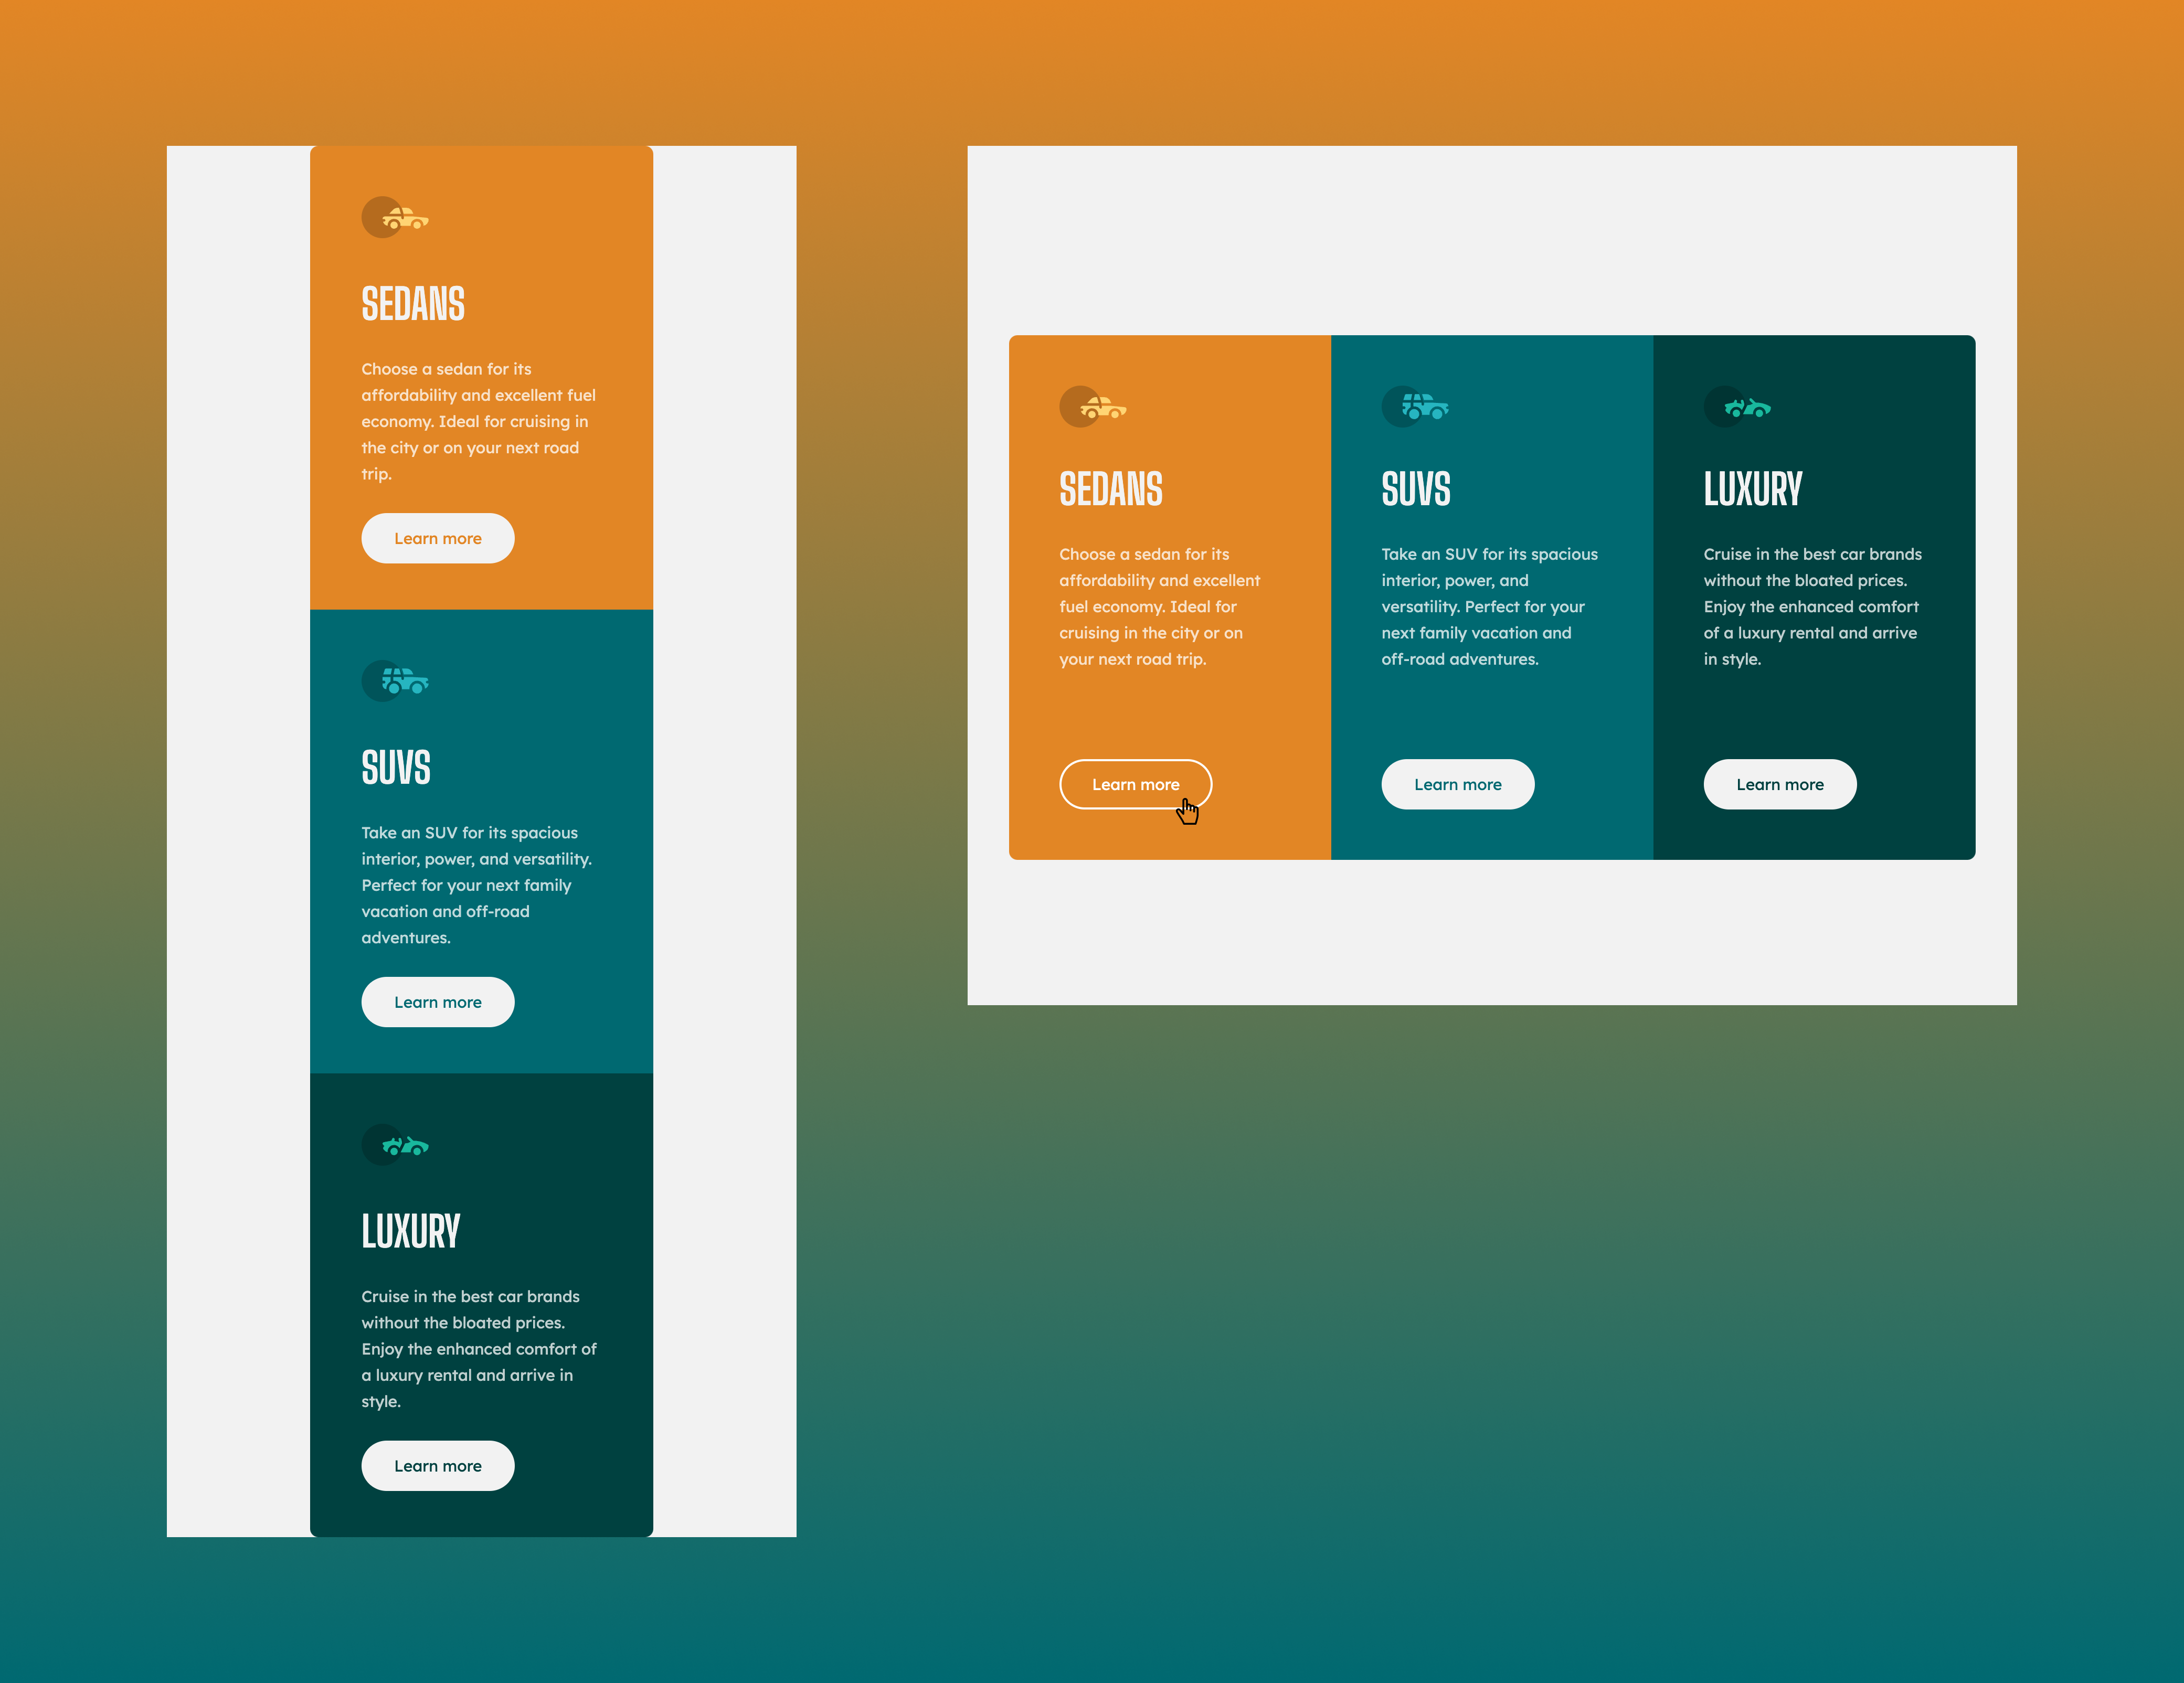 SEDANS
Choose a sedan for its
affordability and excellent fuel
economy. Ideal for cruising in
the city or on your next road
trip.
Learn more
SUVS
Take an SUV for its spacious
interior, power, and versatility.
Perfect for your next family
vacation and off-road
adventures.
Learn more
LUXURY
Cruise in the best car brands
without the bloated prices.
Enjoy the enhanced comfort of
a luxury rental and arrive in
style.
Learn more
SEDANS
Choose a sedan for its
affordability and excellent
fuel economy. Ideal for
cruising in the city or on
your next road trip.
Learn more
SUVS
Take an SUV for its spacious
interior, power, and
versatility. Perfect for your
next family vacation and
off-road adventures.
Learn more
LUXURY
Cruise in the best car brands
without the bloated prices.
Enjoy the enhanced comfort
of a luxury rental and arrive
in style.
Learn more